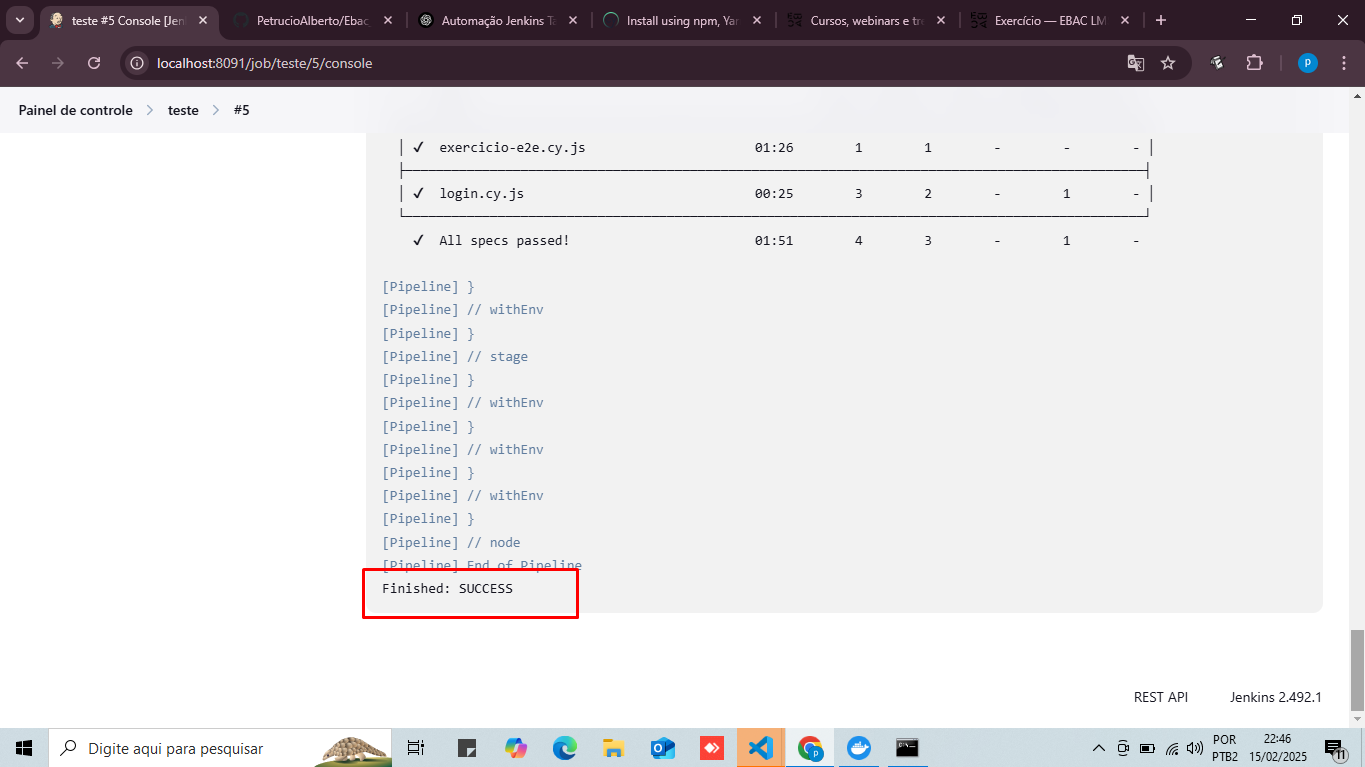 teste #5 Console [Jen
PetrucioAlberto/Ebac
Automação Jenkins Te
Install using npm, Yar
Cursos, webinars e tre
Exercício — EBAC LM
localhost:8091/job/teste/5/console
p
Painel de controle > teste > #5
✔ exercicio-e2e.cy.js 01:26 1 1 - - -
✔ login.cy.js 00:25 3 2 - 1 -
✔ All specs passed! 01:51 4 3 - 1 -
[Pipeline] }
[Pipeline] // withEnv
[Pipeline] }
[Pipeline] // stage
[Pipeline] }
[Pipeline] // withEnv
[Pipeline] }
[Pipeline] // withEnv
[Pipeline] }
[Pipeline] // withEnv
[Pipeline] }
[Pipeline] // node
[Pipeline] End of Pipeline
Finished: SUCCESS
REST API Jenkins 2.492.1
Digite aqui para pesquisar
POR
PTB2
22:46
15/02/2025
11